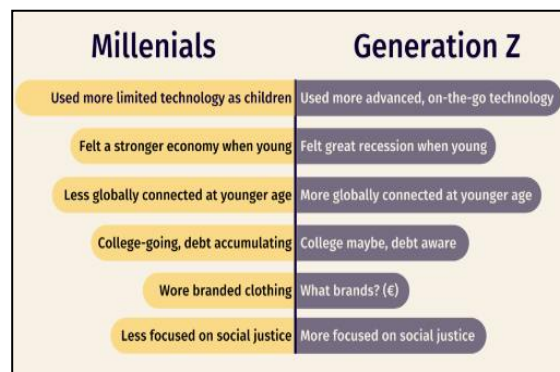 Millenials
Generation Z
Used more limited technology as children
Used more advanced, on-the-go technology
Felt a stronger economy when young
Felt great recession when young
Less globally connected at younger age
More globally connected at younger age
College-going, debt accumulating
College maybe, debt aware
Wore branded clothing
What brands? (€)
Less focused on social justice
More focused on social justice